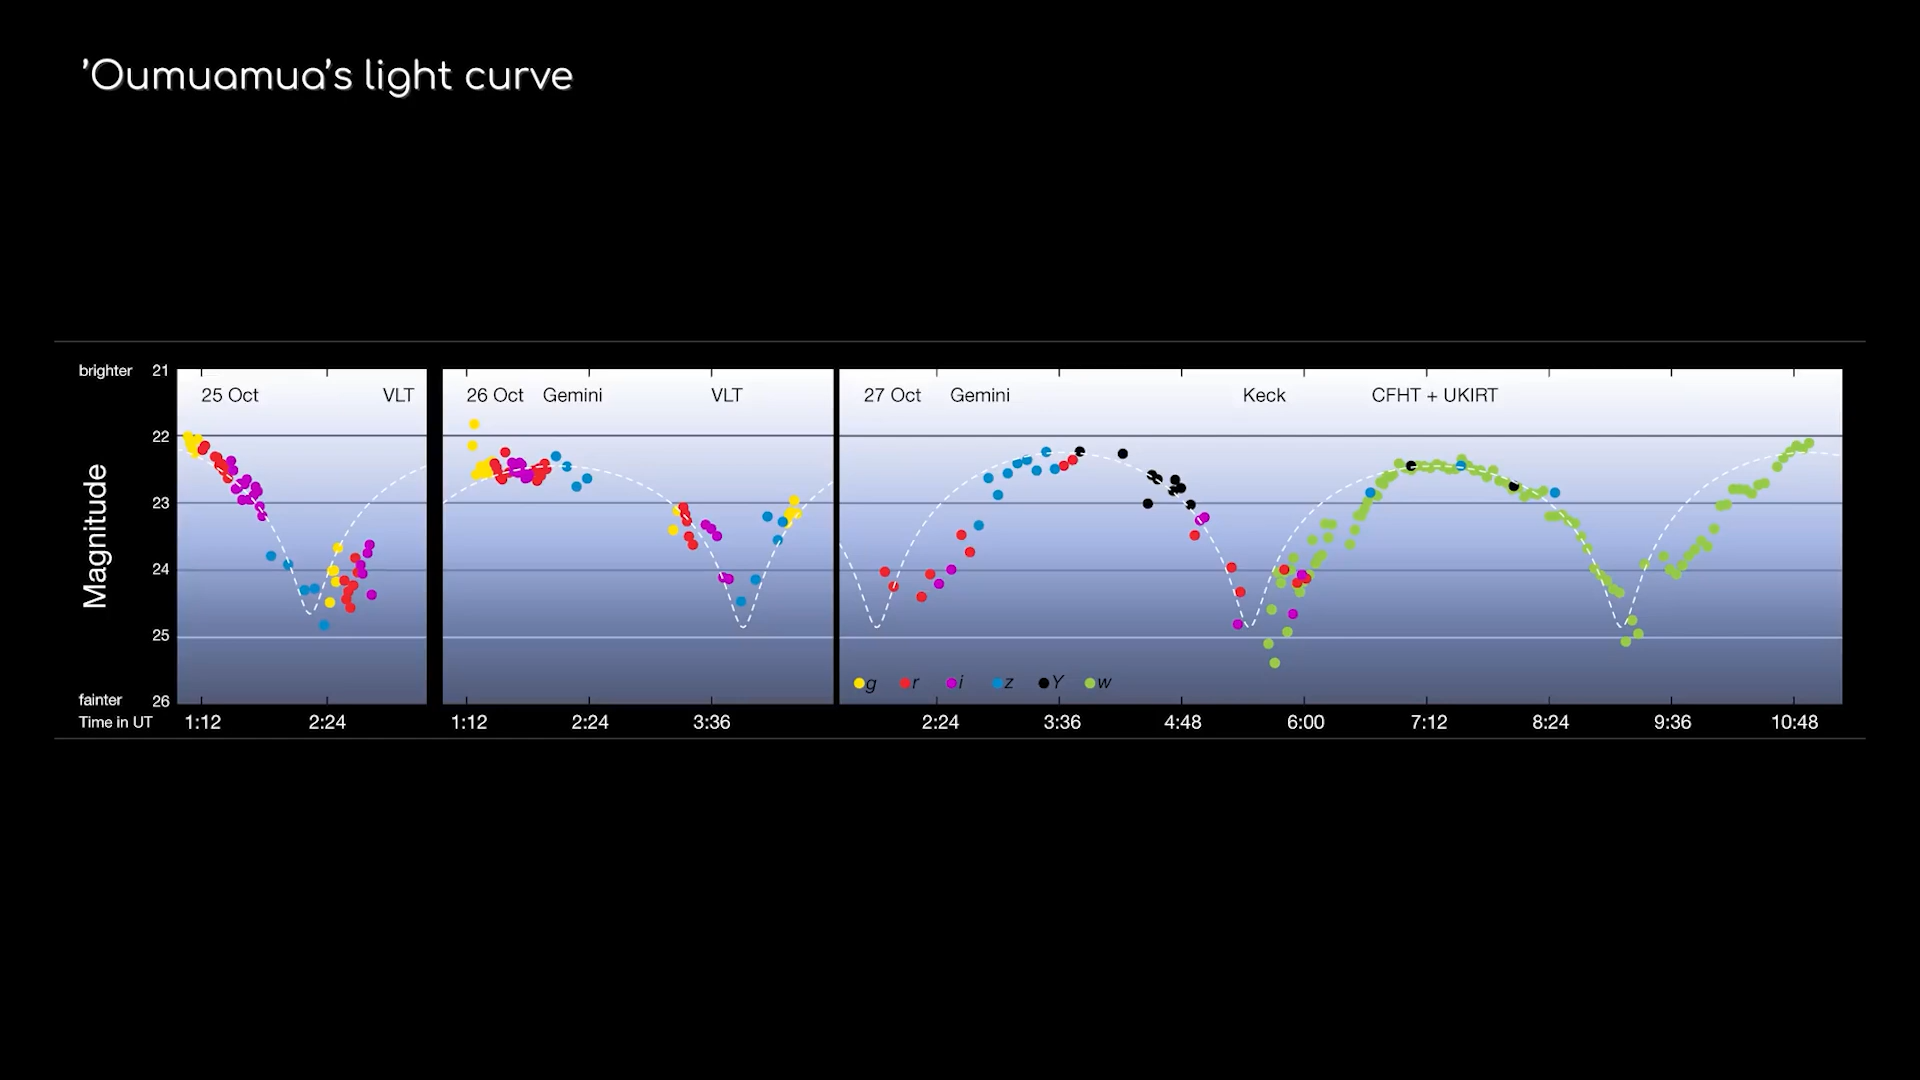 ’Oumuamua’s light curve
brighter 21
25 Oct VLT 26 Oct Gemini VLT 27 Oct Gemini Keck CFHT + UKIRT
22
Magnitude
23
24
25
g r i z Y w
fainter 26
Time in UT 1:12 2:24 1:12 2:24 3:36 2:24 3:36 4:48 6:00 7:12 8:24 9:36 10:48